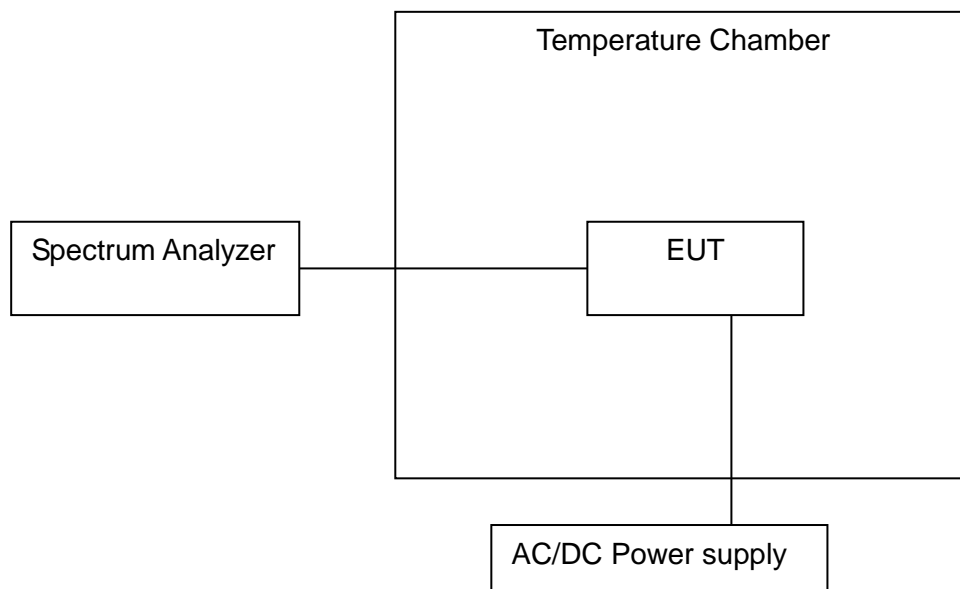 Temperature Chamber
Spectrum Analyzer
EUT
AC/DC Power supply